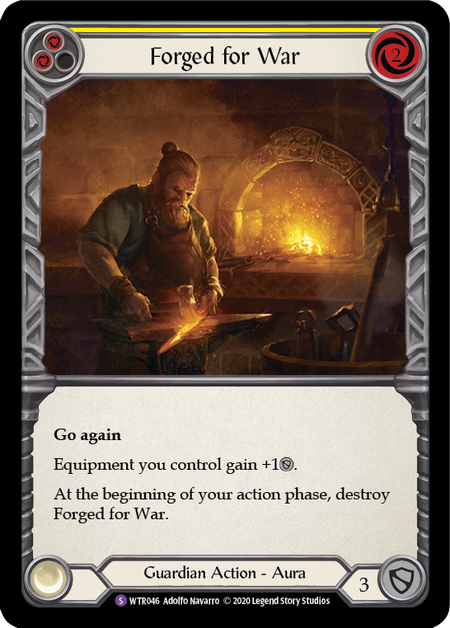 Forged for War
2
Go again
Equipment you control gain +1.
At the beginning of your action phase, destroy
Forged for War.
Guardian Action - Aura
3
S WTR046 Adolfo Navarro © 2020 Legend Story Studios